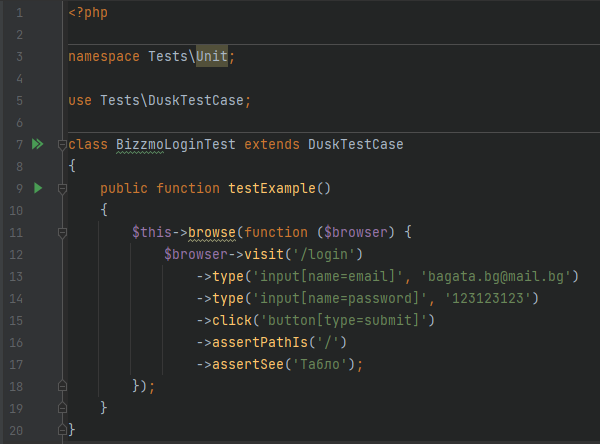 1 <?php
2
3 namespace Tests\Unit;
4
5 use Tests\DuskTestCase;
6
7 class BizzmoLoginTest extends DuskTestCase
8 {
9     public function testExample()
10     {
11         $this->browse(function ($browser) {
12             $browser->visit('/login')
13                 ->type('input[name=email]', 'bagata.bg@mail.bg')
14                 ->type('input[name=password]', '123123123')
15                 ->click('button[type=submit]')
16                 ->assertPathIs('/')
17                 ->assertSee('Табло');
18         });
19     }
20 }